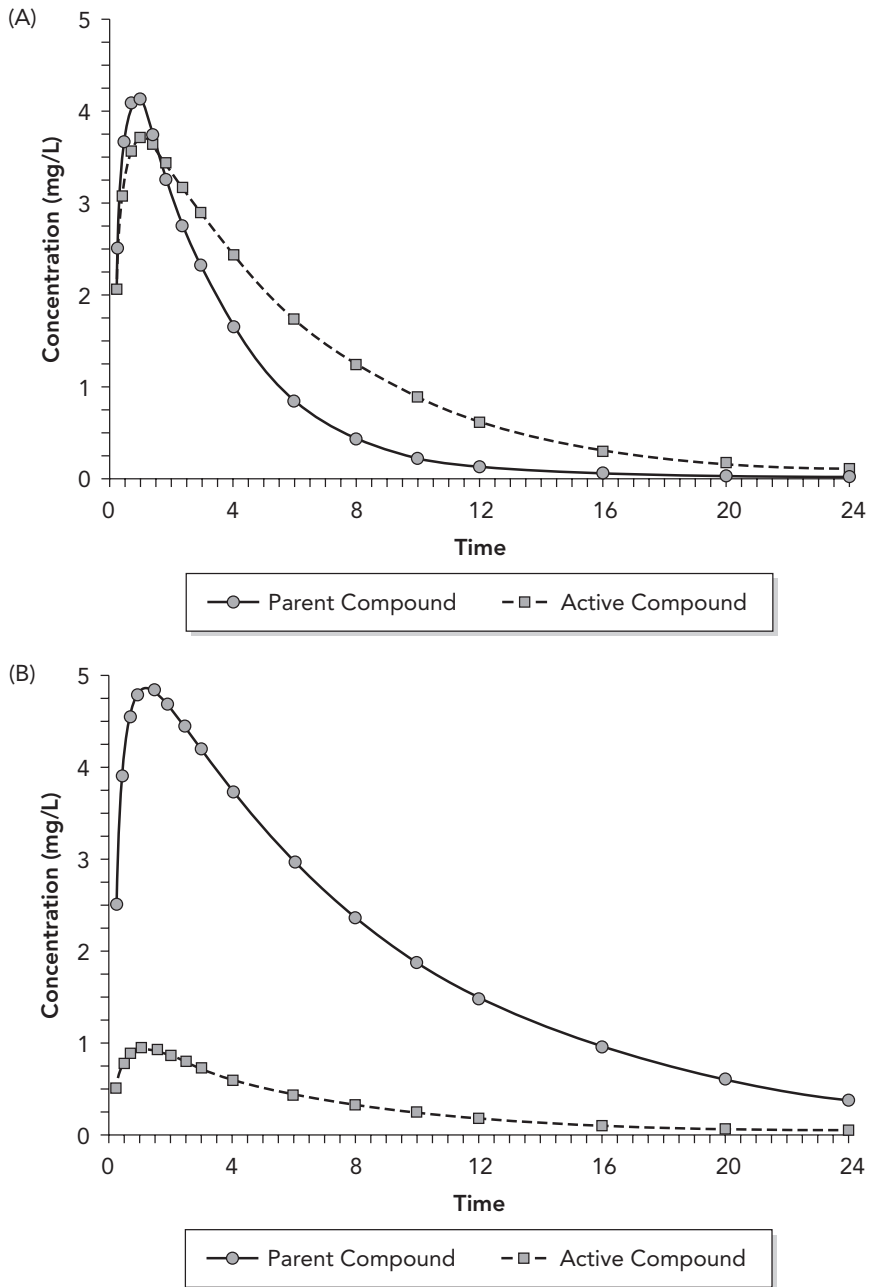 (A)
5
4
3
2
1
0
Concentration (mg/L)
0 4 8 12 16 20 24
Time
Parent Compound Active Compound
(B)
5
4
3
2
1
0
Concentration (mg/L)
0 4 8 12 16 20 24
Time
Parent Compound Active Compound